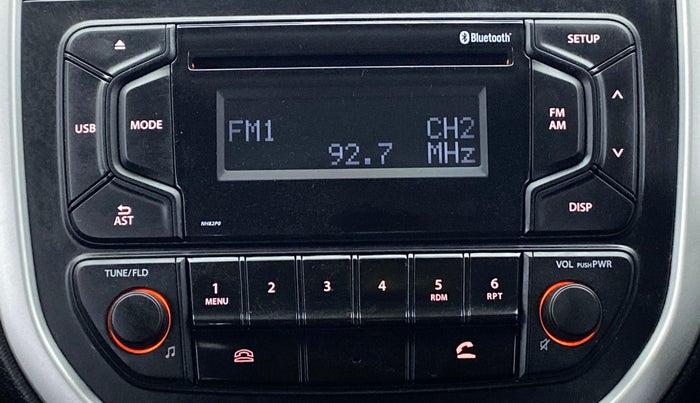 Bluetooth
SETUP
USB
MODE
FM1 CH2
92.7 MHz
FM
AM
AST
NH82P0
DISP
TUNE/FLD
VOL PUSH PWR
1 MENU
2
3
4
5 RDM
6 RPT